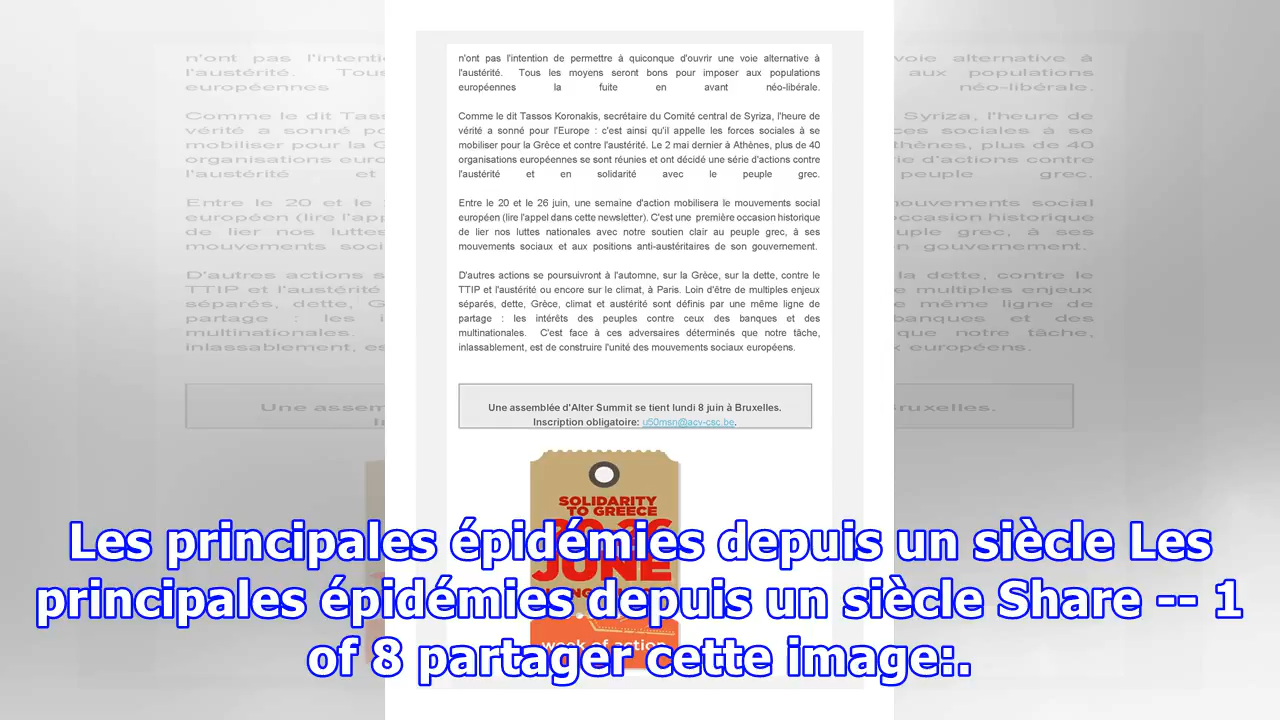 n'ont pas l'intention de permettre à quiconque d'ouvrir une voie alternative à
l'austérité. Tous les moyens seront bons pour imposer aux populations
européennes la fuite en avant néo-libérale.
Comme le dit Tassos Koronakis, secrétaire du Comité central de Syriza, l'heure de
vérité a sonné pour l'Europe : c'est ainsi qu'il appelle les forces sociales à se
mobiliser pour la Grèce et contre l'austérité. Le 2 mai dernier à Athènes, plus de 40
organisations européennes se sont réunies et ont décidé une série d'actions contre
l'austérité et en solidarité avec le peuple grec.
Entre le 20 et le 26 juin, une semaine d'action mobilisera le mouvements social
européen (lire l'appel dans cette newsletter). C'est une première occasion historique
de lier nos luttes nationales avec notre soutien clair au peuple grec, à ses
mouvements sociaux et aux positions anti-austéritaires de son gouvernement.
D'autres actions se poursuivront à l'automne, sur la Grèce, sur la dette, contre le
TTIP et l'austérité ou encore sur le climat, à Paris. Loin d'être de multiples enjeux
séparés, dette, Grèce, climat et austérité sont définis par une même ligne de
partage : les intérêts des peuples contre ceux des banques et des
multinationales. C'est face à ces adversaires déterminés que notre tâche,
inlassablement, est de construire l'unité des mouvements sociaux européens.
Une assemblée d'Alter Summit se tient lundi 8 juin à Bruxelles.
Inscription obligatoire: u50msn@acv-csc.be.
SOLIDARITY
TO GREECE
JUNE
week of action
Les principales épidémies depuis un siècle Les
principales épidémies depuis un siècle Share -- 1
of 8 partager cette image:.